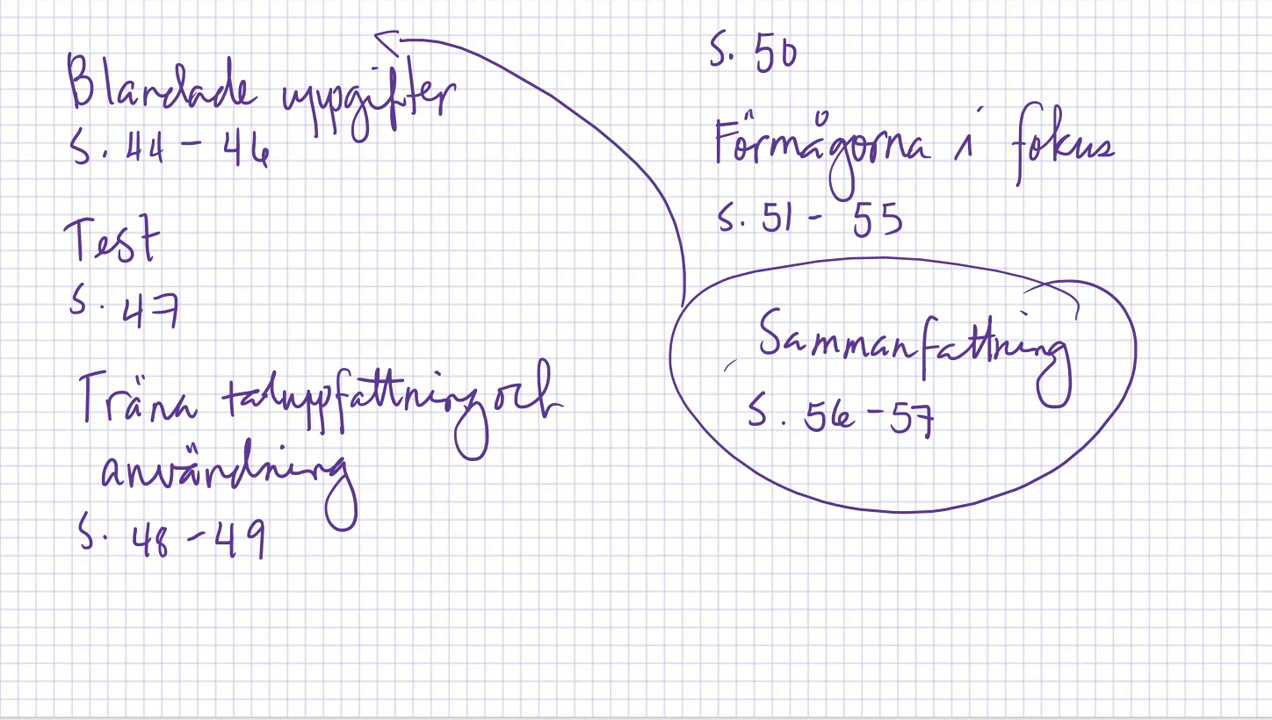 Blandade uppgifter
S. 44 - 46
Test
S. 47
Träna taluppfattning och
användning
S. 48 - 49
S. 50
Förmågorna i fokus
S. 51 - 55
Sammanfattning
S. 56 - 57